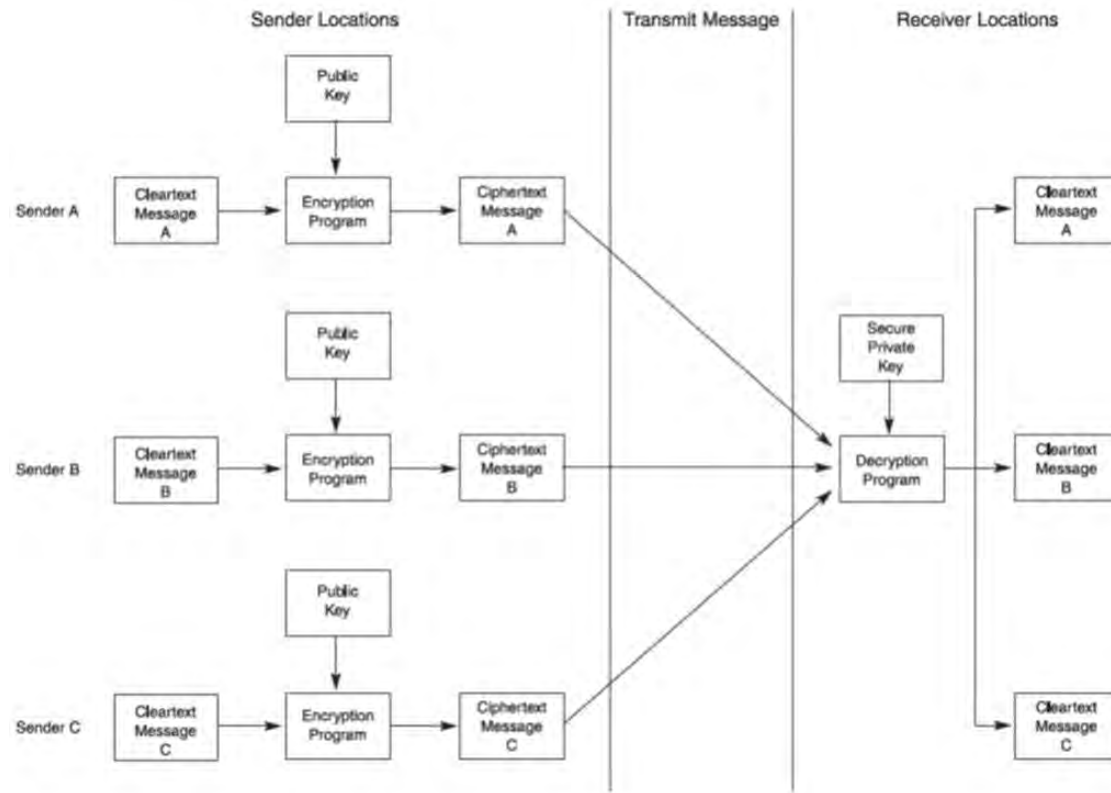 Sender Locations
Transmit Message
Receiver Locations
Public
Key
Sender A
Cleartext
Message
A
Encryption
Program
Ciphertext
Message
A
Cleartext
Message
A
Public
Key
Secure
Private
Key
Sender B
Cleartext
Message
B
Encryption
Program
Ciphertext
Message
B
Decryption
Program
Cleartext
Message
B
Public
Key
Sender C
Cleartext
Message
C
Encryption
Program
Ciphertext
Message
C
Cleartext
Message
C